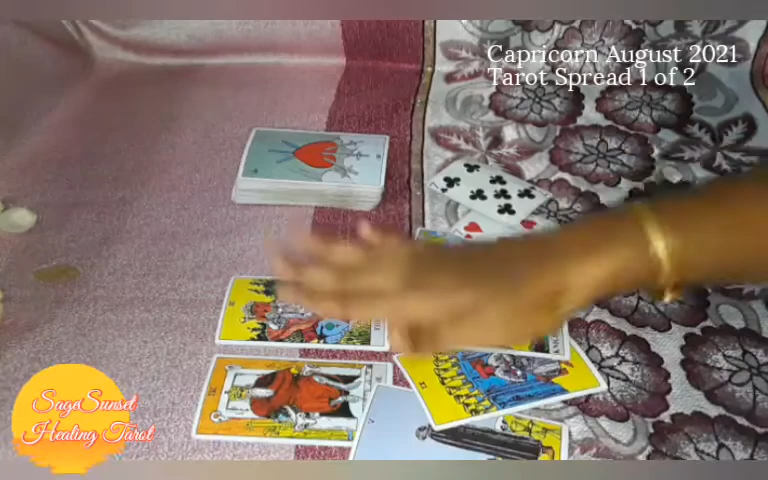 Capricorn August 2021
Tarot Spread 1 of 2
SageSunset
Healing Tarot